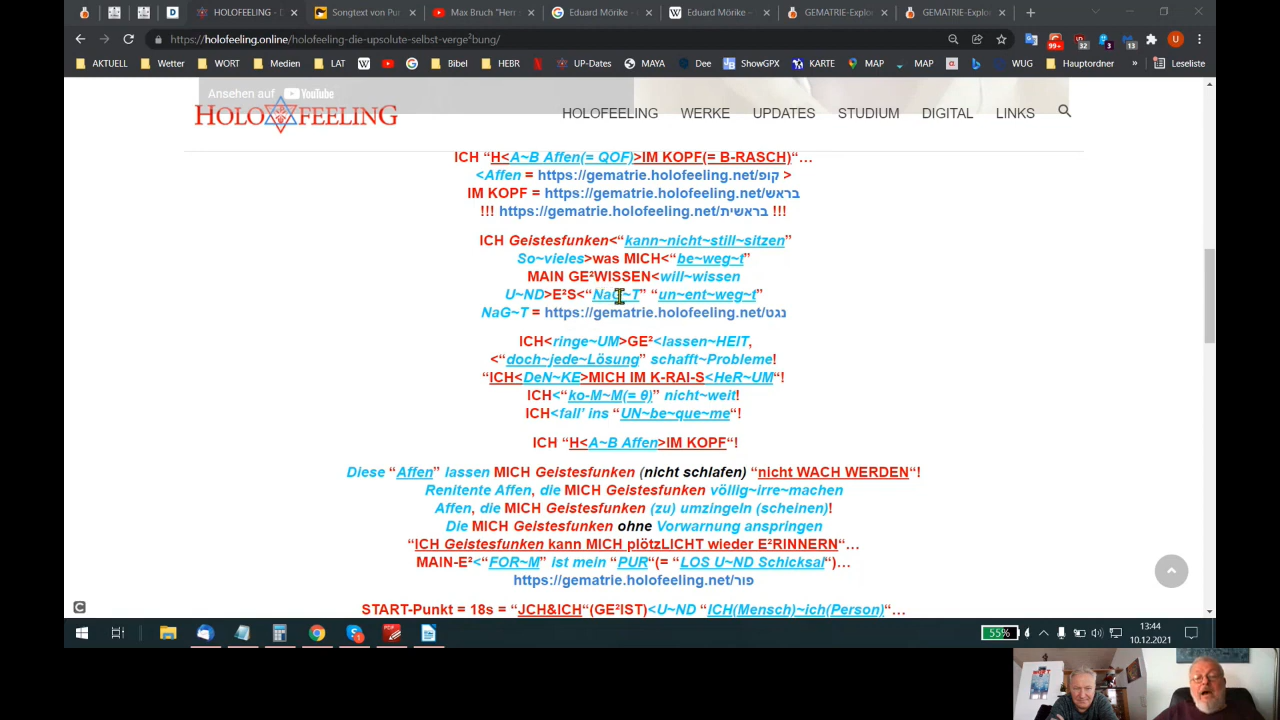 HOLOFEELING - D
Songtext von Pur
Max Bruch "Herr
Eduard Mörike -
Eduard Mörike –
GEMATRIE-Explor
GEMATRIE-Explor
https://holofeeling.online/holofeeling-die-upsolute-selbst-verge²bung/
AKTUELL Wetter WORT Medien LAT Bibel HEBR UP-Dates MAYA Dee ShowGPX KARTE MAP MAP WUG Hauptordner » Leseliste
Ansehen auf YouTube
HOLOFEELING
HOLOFEELING WERKE UPDATES STUDIUM DIGITAL LINKS
ICH “H<A~B Affen(= QOF)>IM KOPF(= B-RASCH)“…
<Affen = https://gematrie.holofeeling.net/קופ >
IM KOPF = https://gematrie.holofeeling.net/בראש
!!! https://gematrie.holofeeling.net/בראשית !!!
ICH Geistesfunken<“kann~nicht~still~sitzen”
So~vieles>was MICH<“be~weg~t”
MAIN GE²WISSEN<will~wissen
U~ND>E²S<“NaG~T” “un~ent~weg~t”
NaG~T = https://gematrie.holofeeling.net/נגט
ICH<ringe~UM>GE²<lassen~HEIT,
<“doch~jede~Lösung” schafft~Probleme!
“ICH<DeN~KE>MICH IM K-RAI-S<HeR~UM“!
ICH<“ko-M~M(= θ)” nicht~weit!
ICH<fall’ ins “UN~be~que~me“!
ICH “H<A~B Affen>IM KOPF“!
Diese “Affen” lassen MICH Geistesfunken (nicht schlafen) “nicht WACH WERDEN“!
Renitente Affen, die MICH Geistesfunken völlig~irre~machen
Affen, die MICH Geistesfunken (zu) umzingeln (scheinen)!
Die MICH Geistesfunken ohne Vorwarnung anspringen
“ICH Geistesfunken kann MICH plötzLICHT wieder E²RINNERN“…
MAIN-E²<“FOR~M” ist mein “PUR“(= “LOS U~ND Schicksal“)…
https://gematrie.holofeeling.net/פור
START-Punkt = 18s = “JCH&ICH“(GE²IST)<U~ND “ICH(Mensch)~ich(Person)“…
55%
13:44
10.12.2021